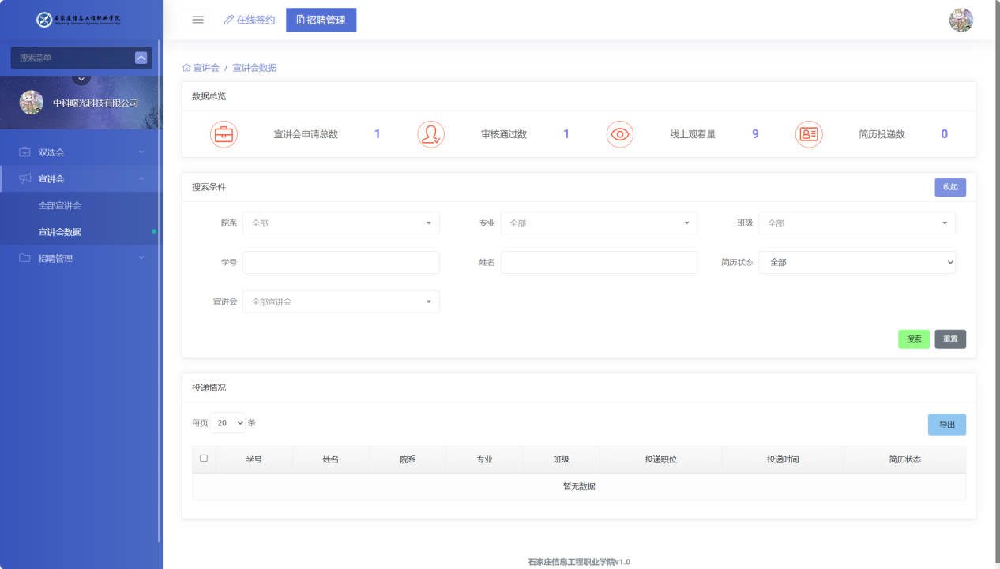 石家庄信息工程职业学院
在线签约
招聘管理
搜索菜单
中科曙光科技有限公司
双选会
宣讲会
全部宣讲会
宣讲会数据
招聘管理
宣讲会 / 宣讲会数据
数据总览
宣讲会申请总数 1 审核通过数 1 线上观看量 9 简历投递数 0
搜索条件 收起
院系 全部 专业 全部 班级 全部
学号 姓名 简历状态 全部
宣讲会 全部宣讲会
搜索 重置
投递情况
每页 20 条 导出
学号 姓名 院系 专业 班级 投递职位 投递时间 简历状态
暂无数据
石家庄信息工程职业学院v1.0